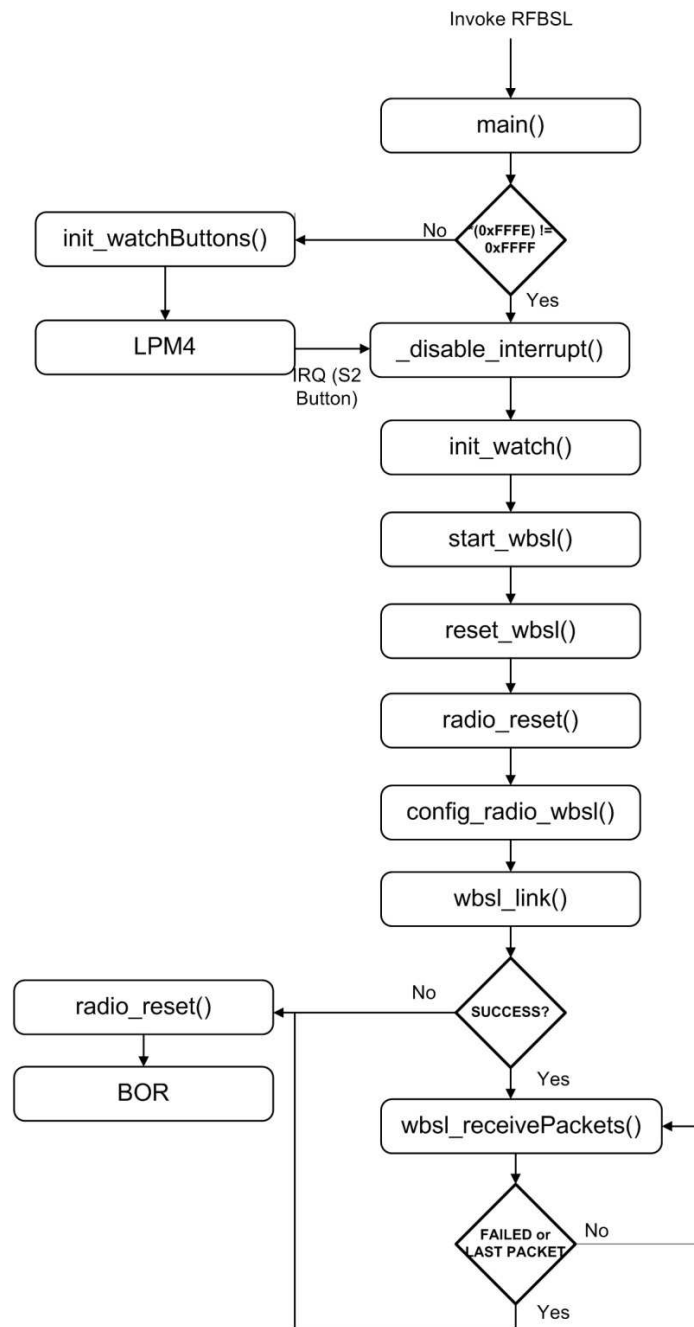 Invoke RFBSL
main()
*(0xFFFE) !=
0xFFFF
No
init_watchButtons()
Yes
LPM4
IRQ (S2
Button)
_disable_interrupt()
init_watch()
start_wbsl()
reset_wbsl()
radio_reset()
config_radio_wbsl()
wbsl_link()
SUCCESS?
No
radio_reset()
BOR
Yes
wbsl_receivePackets()
FAILED or
LAST PACKET
No
Yes